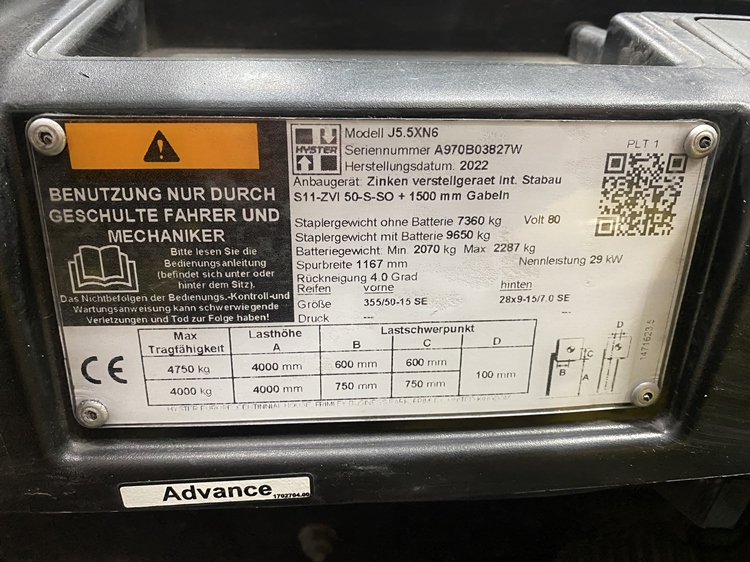 BENUTZUNG NUR DURCH
GESCHULTE FAHRER UND
MECHANIKER
Bitte lesen Sie die
Bedienungsanleitung
(befindet sich unter oder
hinter dem Sitz).
Das Nichtbefolgen der Bedienungs.-Kontroll-und
Wartungsanweisung kann schwerwiegende
Verletzungen und Tod zur Folge haben!
HYSTER
Modell J5.5XN6
Seriennummer A970B03827W
Herstellungsdatum. 2022
PLT 1
Anbaugerät: Zinken verstellgeraet Int. Stabau
S11-ZVI 50-S-SO + 1500 mm Gabeln
Staplergewicht ohne Batterie 7360 kg Volt 80
Staplergewicht mit Batterie 9650 kg
Batteriegewicht: Min 2070 kg Max 2287 kg
Spurbreite 1167 mm Nennleistung 29 kW
Rückneigung 4.0 Grad
Reifen vorne hinten
Größe 355/50-15 SE 28x9-15/7.0 SE
Druck --- ---
Max Tragfähigkeit Lasthöhe A Lastschwerpunkt B C D
4750 kg 4000 mm 600 mm 600 mm 100 mm
4000 kg 4000 mm 750 mm 750 mm
CE
D
C
B
A
1471623.5
Advance 1702704.00